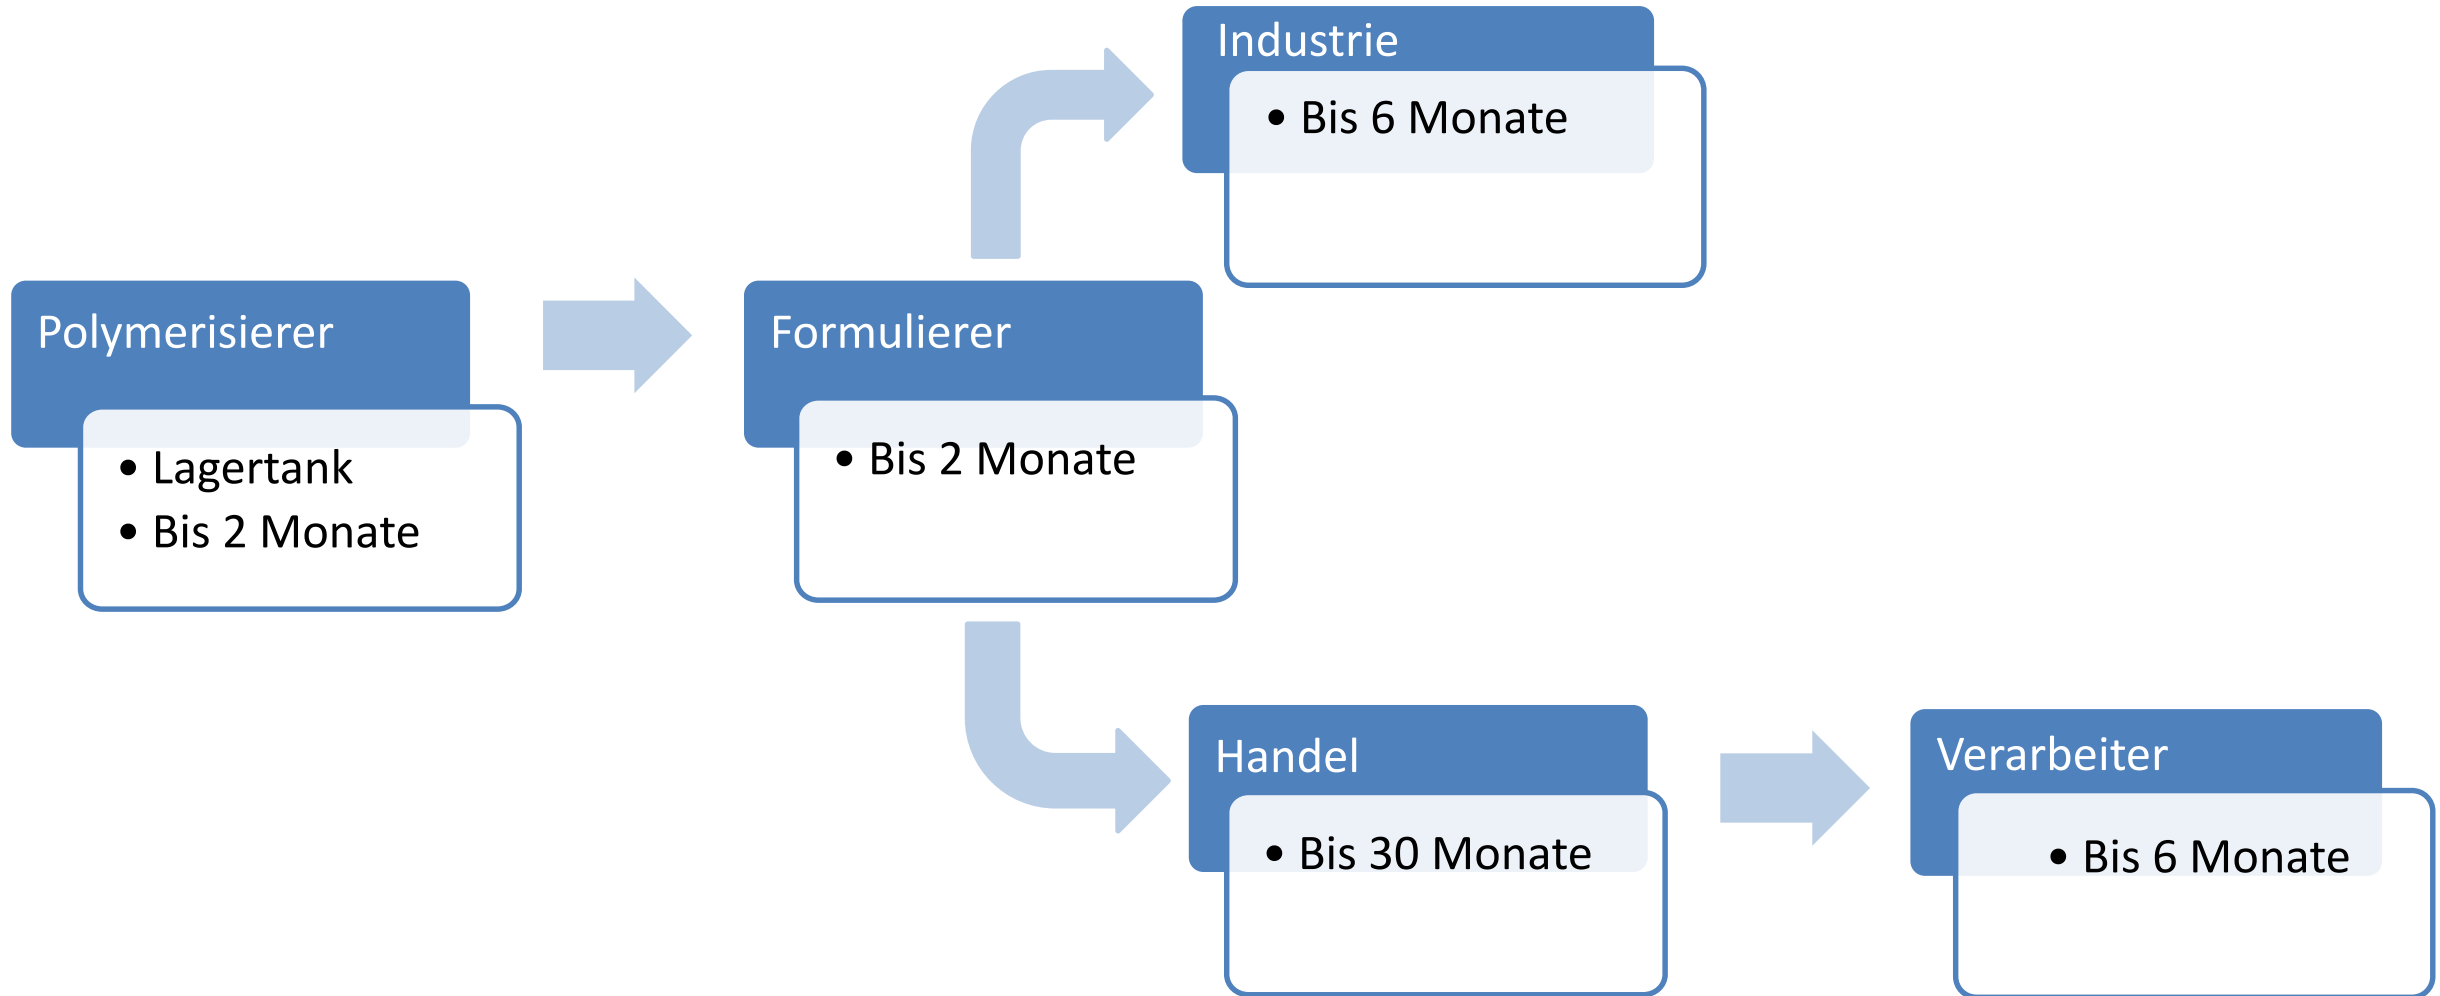 Industrie
• Bis 6 Monate
Polymerisierer
• Lagertank
• Bis 2 Monate
Formulierer
• Bis 2 Monate
Handel
• Bis 30 Monate
Verarbeiter
• Bis 6 Monate